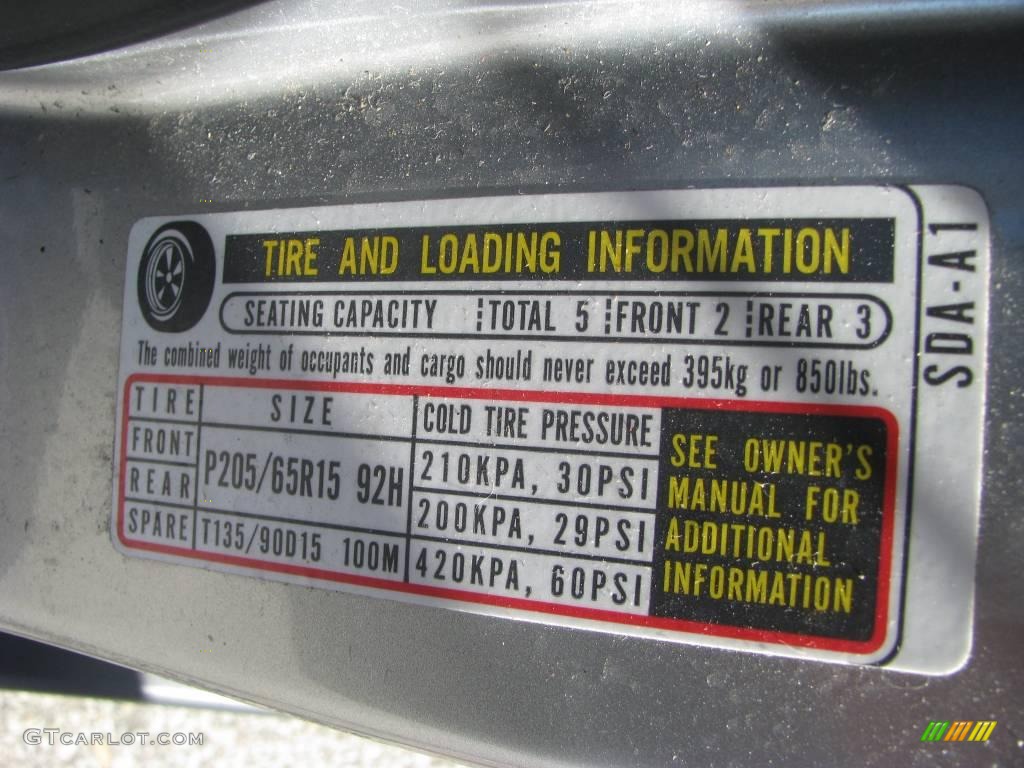 TIRE AND LOADING INFORMATION
SEATING CAPACITY TOTAL 5 FRONT 2 REAR 3
The combined weight of occupants and cargo should never exceed 395kg or 850lbs.
TIRE SIZE COLD TIRE PRESSURE
FRONT P205/65R15 92H 210KPA, 30PSI
REAR 200KPA, 29PSI
SPARE T135/90D15 100M 420KPA, 60PSI
SEE OWNER'S
MANUAL FOR
ADDITIONAL
INFORMATION
SDA-A1
GTCARLOT.COM